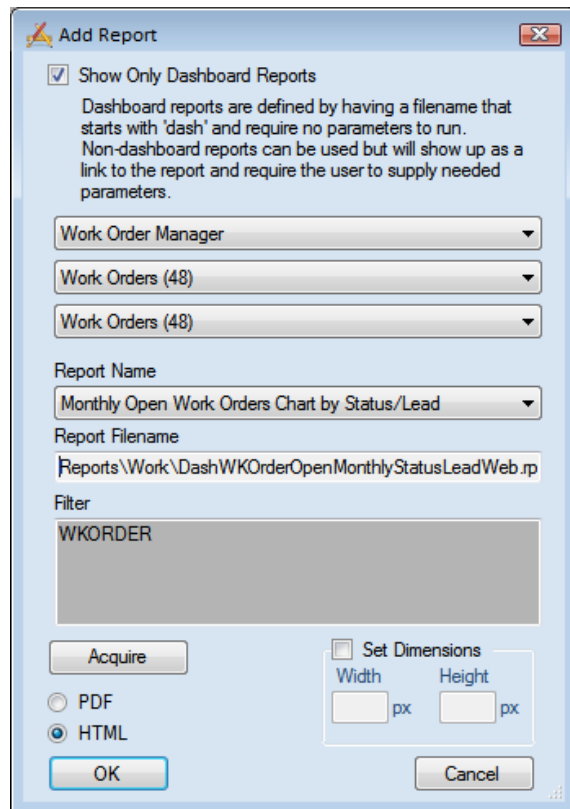 Add Report
Show Only Dashboard Reports
Dashboard reports are defined by having a filename that
starts with 'dash' and require no parameters to run.
Non-dashboard reports can be used but will show up as a
link to the report and require the user to supply needed
parameters.
Work Order Manager
Work Orders (48)
Work Orders (48)
Report Name
Monthly Open Work Orders Chart by Status/Lead
Report Filename
Reports\Work\DashWKOrderOpenMonthlyStatusLeadWeb.rp
Filter
WKORDER
Acquire
Set Dimensions
Width Height
px px
PDF
HTML
OK Cancel